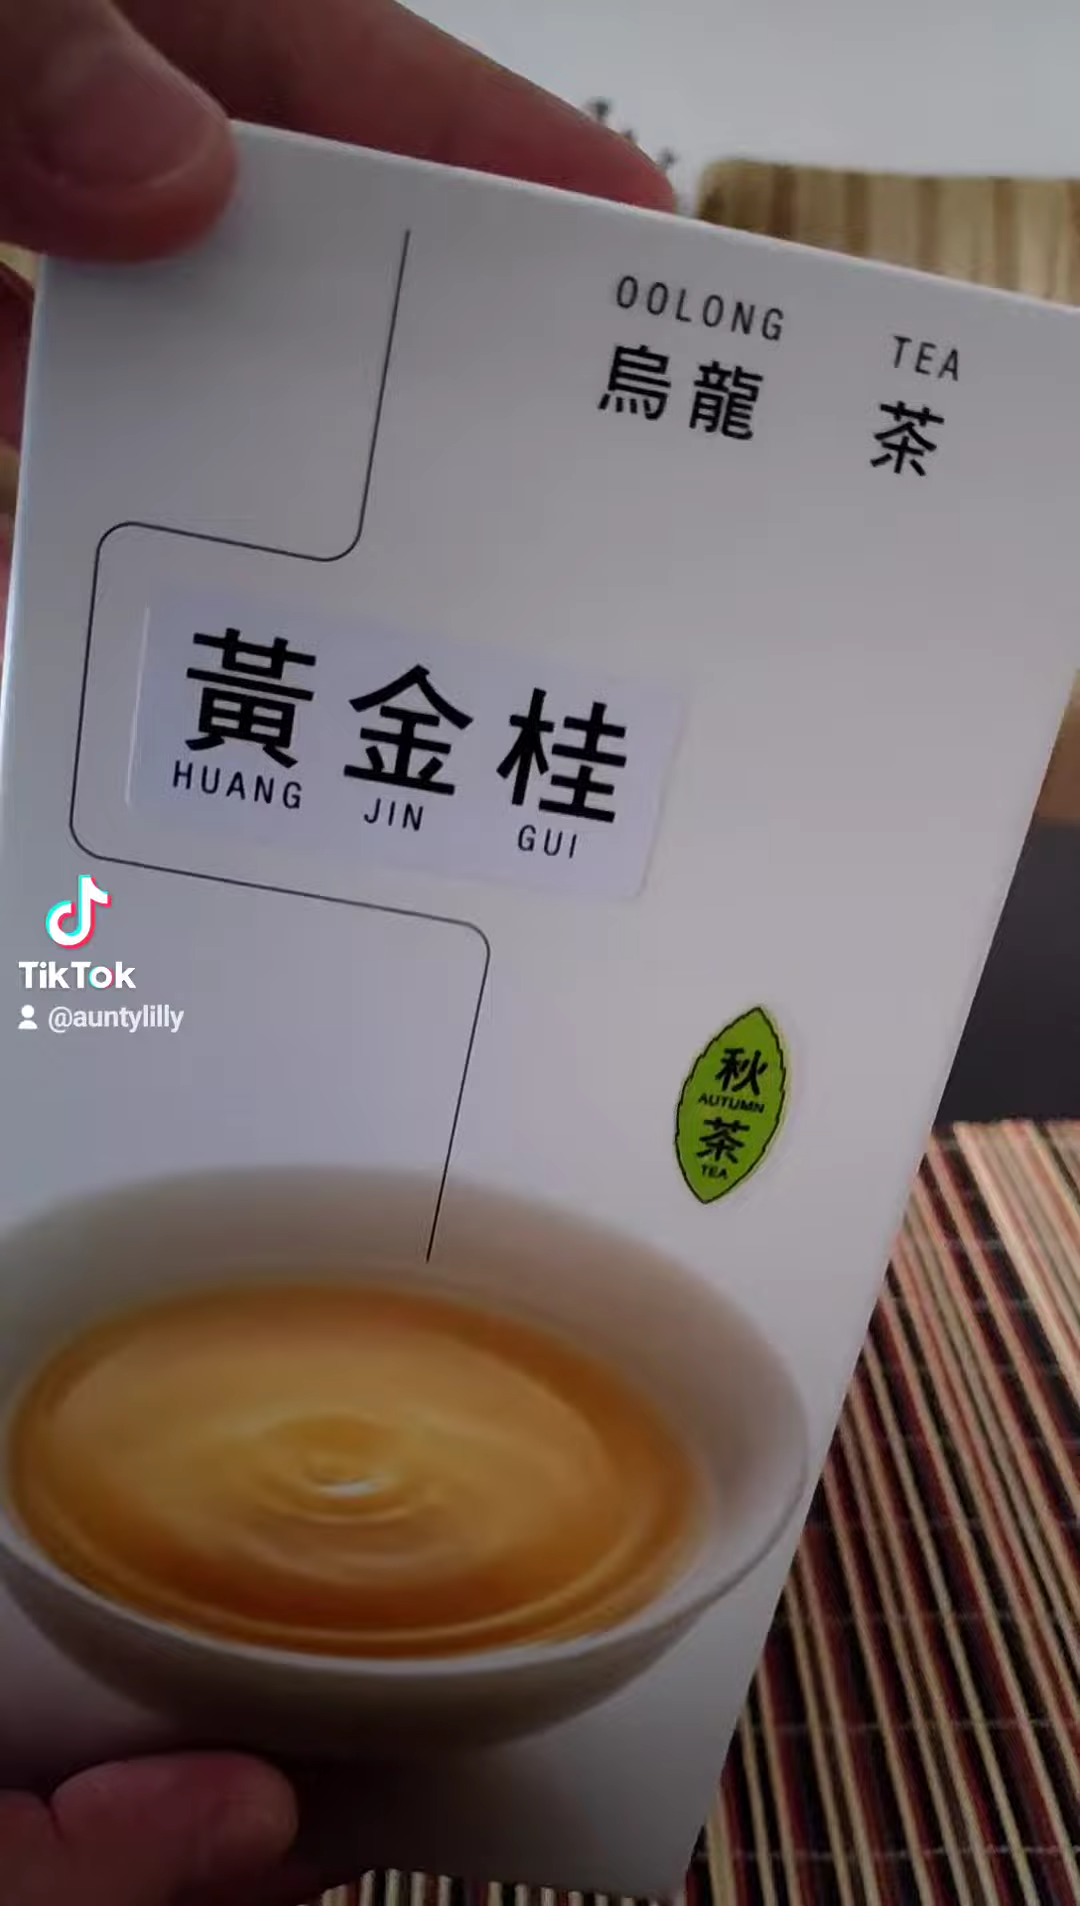 OOLONG TEA
烏龍 茶
黃金桂
HUANG JIN GUI
TikTok
@auntylilly
秋
AUTUMN
茶
TEA